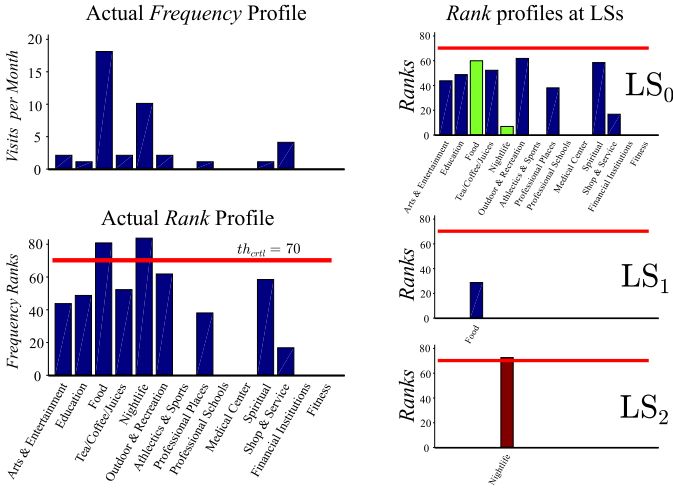 Actual Frequency Profile
20
15
10
5
0
Visits per Month
Actual Rank Profile
th_crtl = 70
80
60
40
20
0
Frequency Ranks
Arts & Entertainment
Education
Food
Tea/Coffee/Juices
Nightlife
Outdoor & Recreation
Athlectics & Sports
Professional Places
Professional Schools
Medical Center
Spiritual
Shop & Service
Financial Institutions
Fitness
Rank profiles at LSs
80
60
40
20
0
Ranks
LS0
Arts & Entertainment
Education
Food
Tea/Coffee/Juices
Nightlife
Outdoor & Recreation
Athlectics & Sports
Professional Places
Professional Schools
Medical Center
Spiritual
Shop & Service
Financial Institutions
Fitness
80
60
40
20
0
Ranks
LS1
Food
80
60
40
20
0
Ranks
LS2
Nightlife